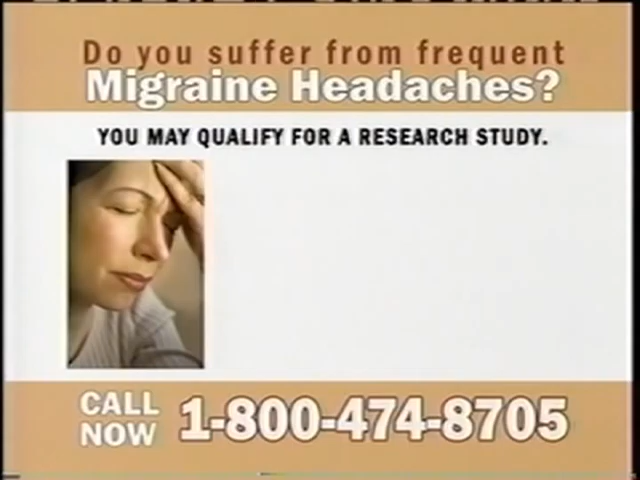 Do you suffer from frequent
Migraine Headaches?
YOU MAY QUALIFY FOR A RESEARCH STUDY.
CALL
NOW
1-800-474-8705